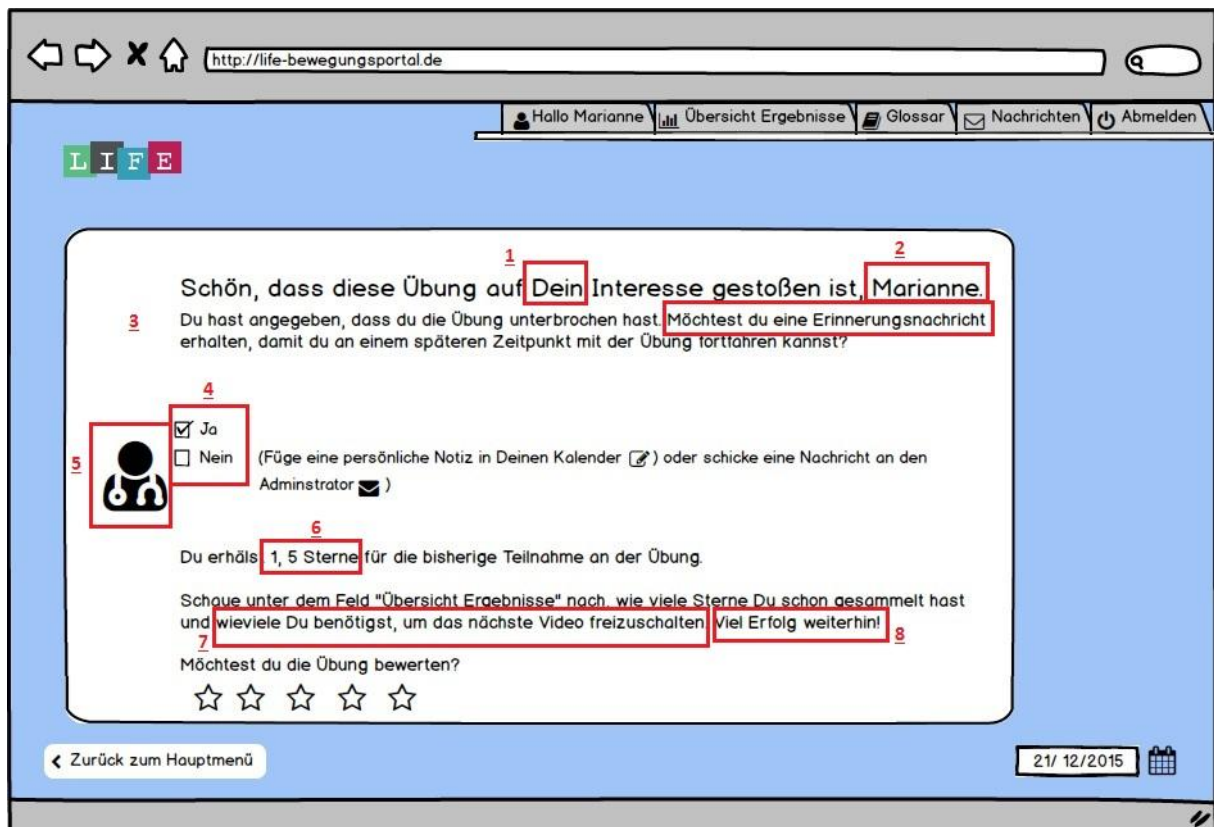 http://life-bewegungsportal.de
Hallo Marianne Übersicht Ergebnisse Glossar Nachrichten Abmelden
LIFE
1 2
Schön, dass diese Übung auf Dein Interesse gestoßen ist, Marianne.
3 Du hast angegeben, dass du die Übung unterbrochen hast. Möchtest du eine Erinnerungsnachricht
erhalten, damit du an einem späteren Zeitpunkt mit der Übung fortfahren kannst?
4
Ja
5 Nein (Füge eine persönliche Notiz in Deinen Kalender ) oder schicke eine Nachricht an den
Adminstrator )
6
Du erhäls 1, 5 Sterne für die bisherige Teilnahme an der Übung.
Schaue unter dem Feld "Übersicht Ergebnisse" nach, wie viele Sterne Du schon gesammelt hast
und wieviele Du benötigst, um das nächste Video freizuschalten. Viel Erfolg weiterhin! 8
7
Möchtest du die Übung bewerten?
Zurück zum Hauptmenü
21/ 12/2015